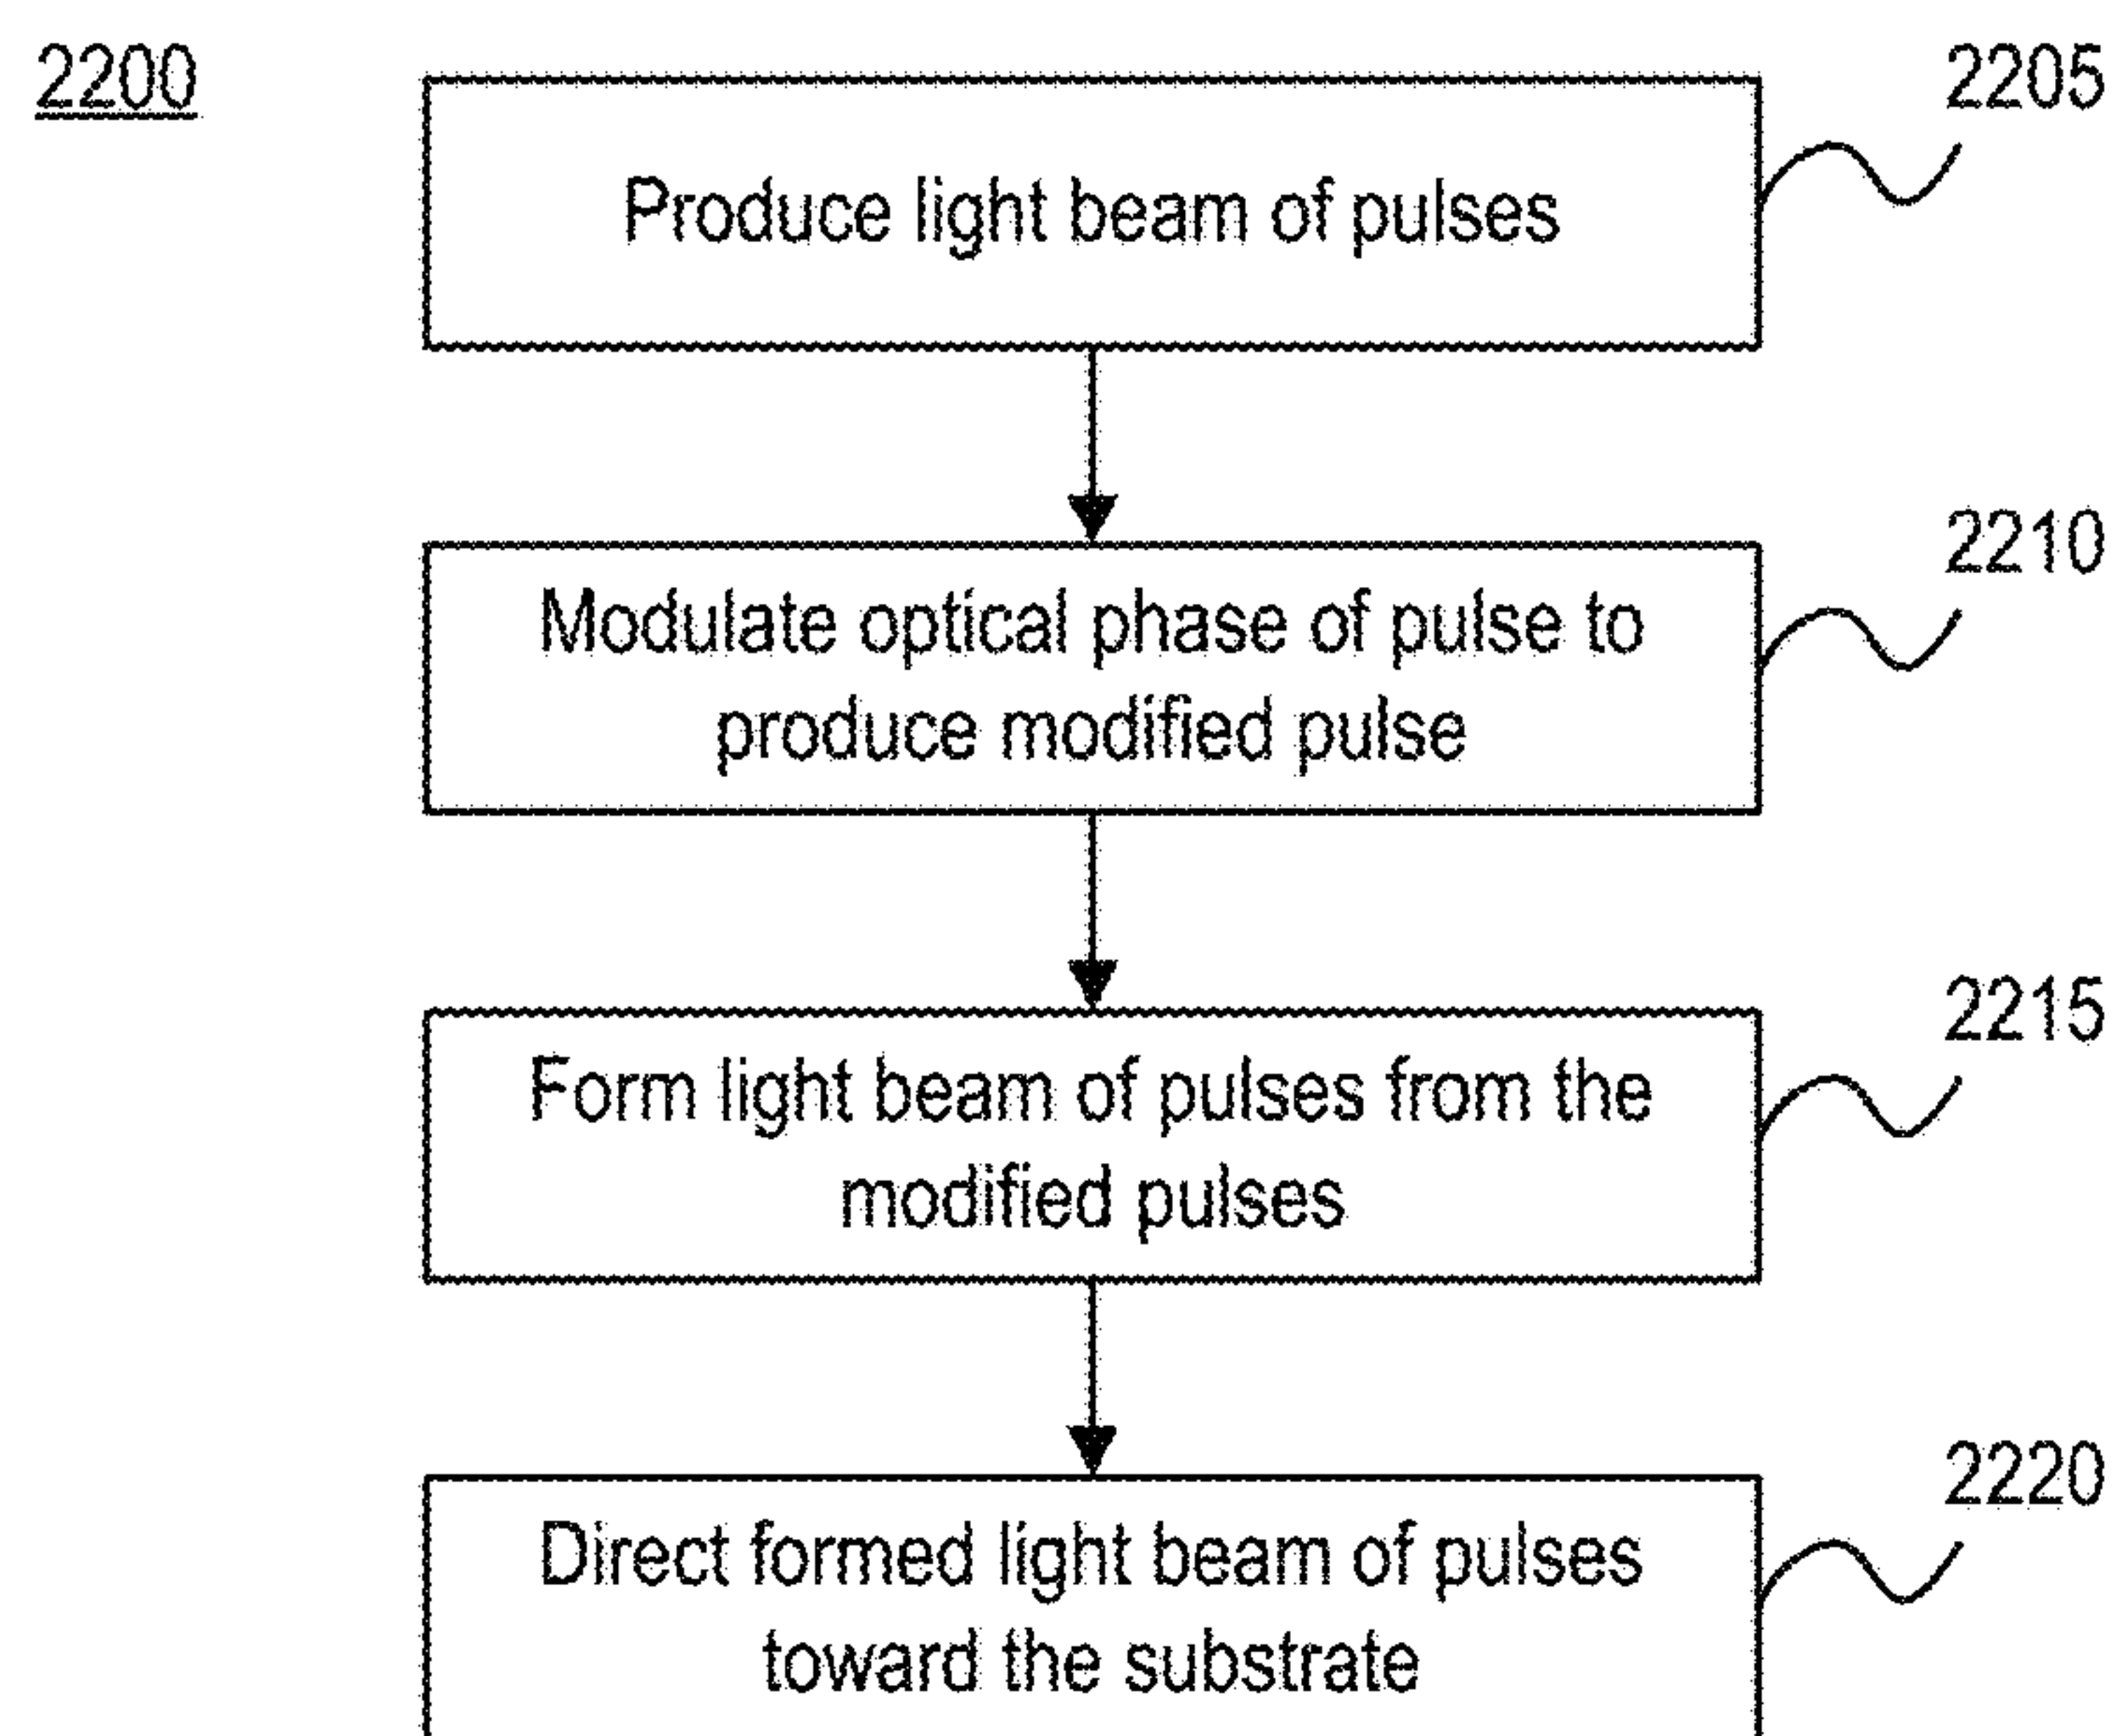 2200
2205
Produce light beam of pulses
2210
Modulate optical phase of pulse to
produce modified pulse
2215
Form light beam of pulses from the
modified pulses
2220
Direct formed light beam of pulses
toward the substrate